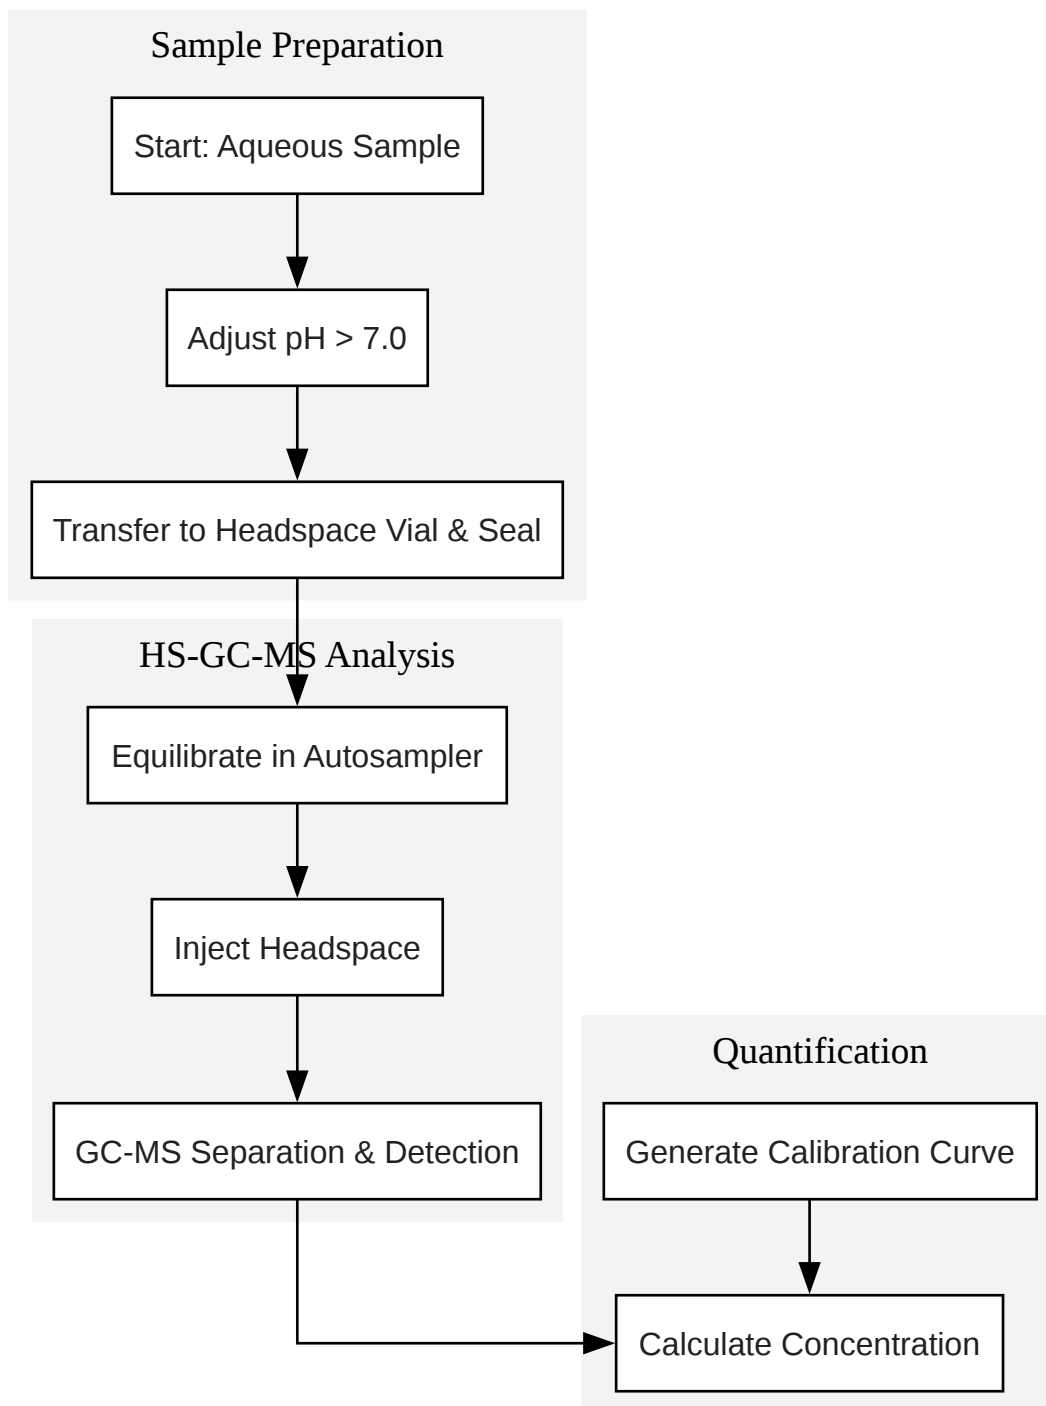 Sample Preparation
Start: Aqueous Sample
Adjust pH > 7.0
Transfer to Headspace Vial & Seal
HS-GC-MS Analysis
Equilibrate in Autosampler
Inject Headspace
GC-MS Separation & Detection
Quantification
Generate Calibration Curve
Calculate Concentration